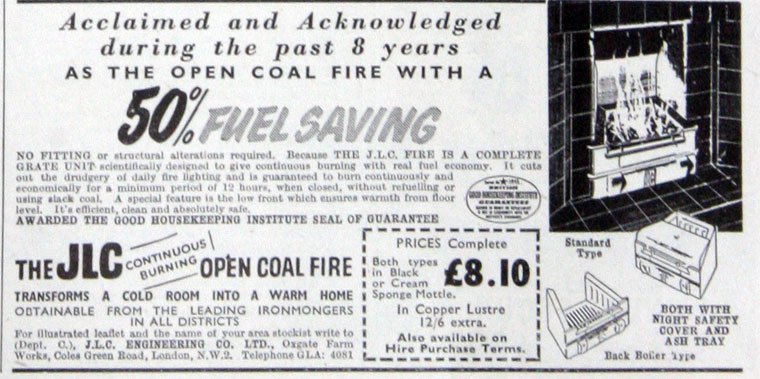 Acclaimed and Acknowledged
during the past 8 years
AS THE OPEN COAL FIRE WITH A
50% FUEL SAVING
NO FITTING or structural alterations required. Because THE J.L.C. FIRE IS A COMPLETE
GRATE UNIT scientifically designed to give continuous burning with real fuel economy. It cuts
out the drudgery of daily fire lighting and is guaranteed to burn continuously and
economically for a minimum period of 12 hours, when closed, without refuelling or
using slack coal. A special feature is the low front which ensures warmth from floor
level. It's efficient, clean and absolutely safe.
AWARDED THE GOOD HOUSEKEEPING INSTITUTE SEAL OF GUARANTEE
GOOD HOUSEKEEPING INSTITUTE
GUARANTEES
THE JLC CONTINUOUS
BURNING OPEN COAL FIRE
TRANSFORMS A COLD ROOM INTO A WARM HOME
OBTAINABLE FROM THE LEADING IRONMONGERS
IN ALL DISTRICTS
For illustrated leaflet and the name of your area stockist write to
(Dept. C.), J.L.C. ENGINEERING CO. LTD., Oxgate Farm
Works, Coles Green Road, London, N.W.2. Telephone GLA: 4081
PRICES Complete
Both types
in Black
or Cream
Sponge Mottle.
£8.10
In Copper Lustre
12/6 extra.
Also available on
Hire Purchase Terms.
Standard
Type
BOTH WITH
NIGHT SAFETY
COVER AND
ASH TRAY
Back Boiler Type